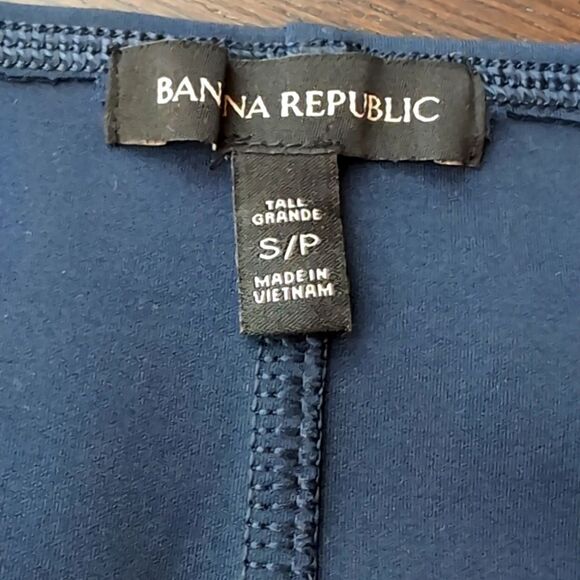 BANNA REPUBLIC
TALL
GRANDE
S/P
MADE IN
VIETNAM